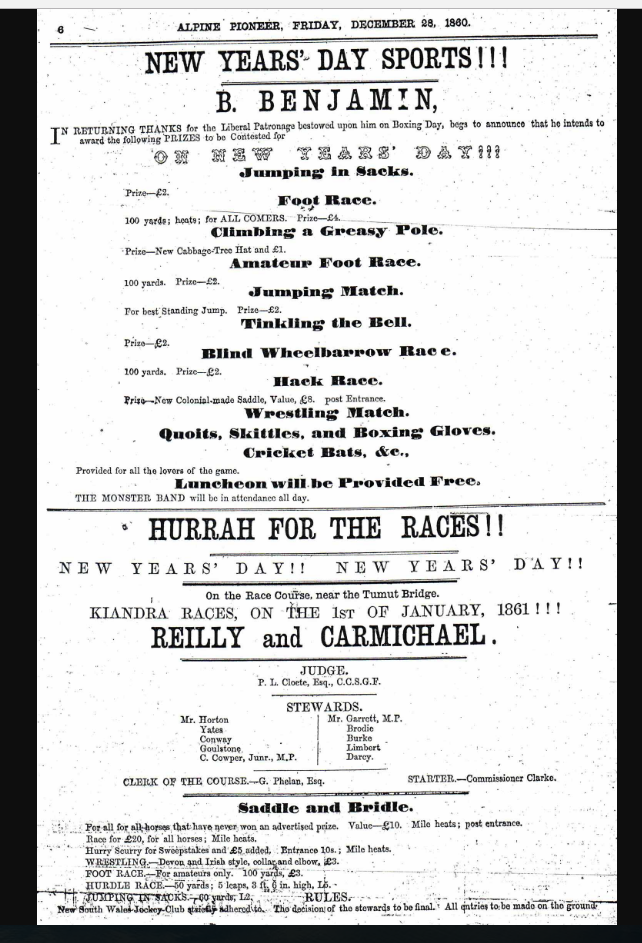 6
ALPINE PIONEER, FRIDAY, DECEMBER 28, 1860.
NEW YEARS' DAY SPORTS!!!
B. BENJAMIN,
IN RETURNING THANKS for the Liberal Patronage bestowed upon him on Boxing Day, begs to announce that he intends to
award the following PRIZES to be Contested for
ON NEW YEARS' DAY!!!
Jumping in Sacks.
Prize—£2.
Foot Race.
100 yards; heats; for ALL COMERS. Prize—£4.
Climbing a Greasy Pole.
Prize—New Cabbage-Tree Hat and £1.
Amateur Foot Race.
100 yards. Prize—£2.
Jumping Match.
For best Standing Jump. Prize—£2.
Tinkling the Bell.
Prize—£2.
Blind Wheelbarrow Race.
100 yards. Prize—£2.
Hack Race.
Prize—New Colonial-made Saddle, Value, £8. post Entrance.
Wrestling Match.
Quoits, Skittles, and Boxing Gloves.
Cricket Bats, &c.,
Provided for all the lovers of the game.
Luncheon will be Provided Free.
THE MONSTER BAND will be in attendance all day.
HURRAH FOR THE RACES!!
NEW YEARS' DAY!! NEW YEARS' DAY!!
On the Race Course, near the Tumut Bridge.
KIANDRA RACES, ON THE 1ST OF JANUARY, 1861!!!
REILLY and CARMICHAEL.
JUDGE.
P. L. Cloete, Esq., C.C.S.G.F.
STEWARDS.
Mr. Horton
Yates
Conway
Goulstone
C. Cowper, Junr., M.P.
Mr. Garrett, M.P.
Brodie
Burke
Limbert
Darcy.
CLERK OF THE COURSE.—G. Phelan, Esq. STARTER.—Commissioner Clarke.
Saddle and Bridle.
For all for all horses that have never won an advertised prize. Value—£10. Mile heats; post entrance.
Race for £20, for all horses; Mile heats.
Hurry Scurry for Sweepstakes and £5 added. Entrance 10s.; Mile heats.
WRESTLING.—Devon and Irish style, collar and elbow, £3.
FOOT RACE.—For amateurs only. 100 yards, £3.
HURDLE RACE.—50 yards; 5 leaps, 3 ft. 6 in. high, L5.
JUMPING IN SACKS.—60 yards, L2.
RULES.
New South Wales Jockey Club strictly adhered to. The decision of the stewards to be final. All entries to be made on the ground